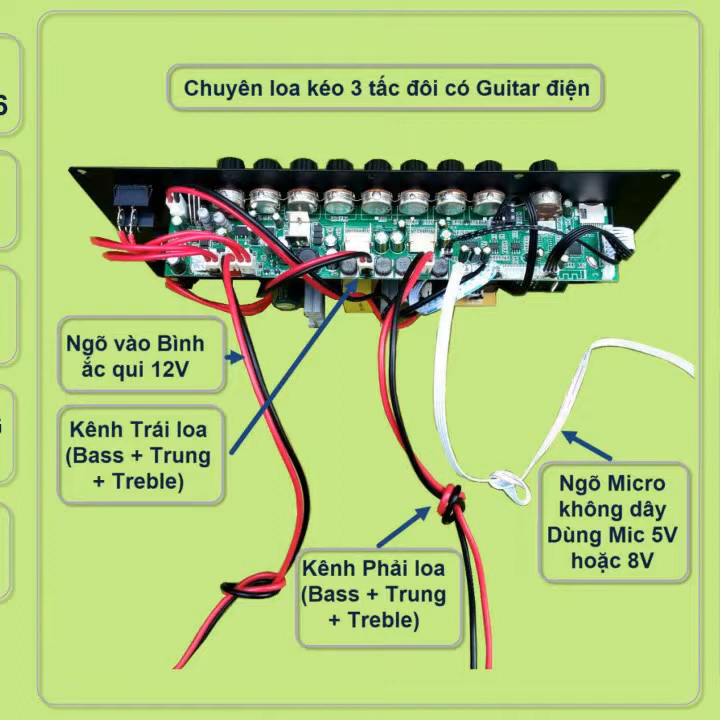 Chuyên loa kéo 3 tấc đôi có Guitar điện
6
Ngõ vào Bình
ắc qui 12V
Kênh Trái loa
(Bass + Trung
+ Treble)
Ngõ Micro
không dây
Dùng Mic 5V
hoặc 8V
Kênh Phải loa
(Bass + Trung
+ Treble)